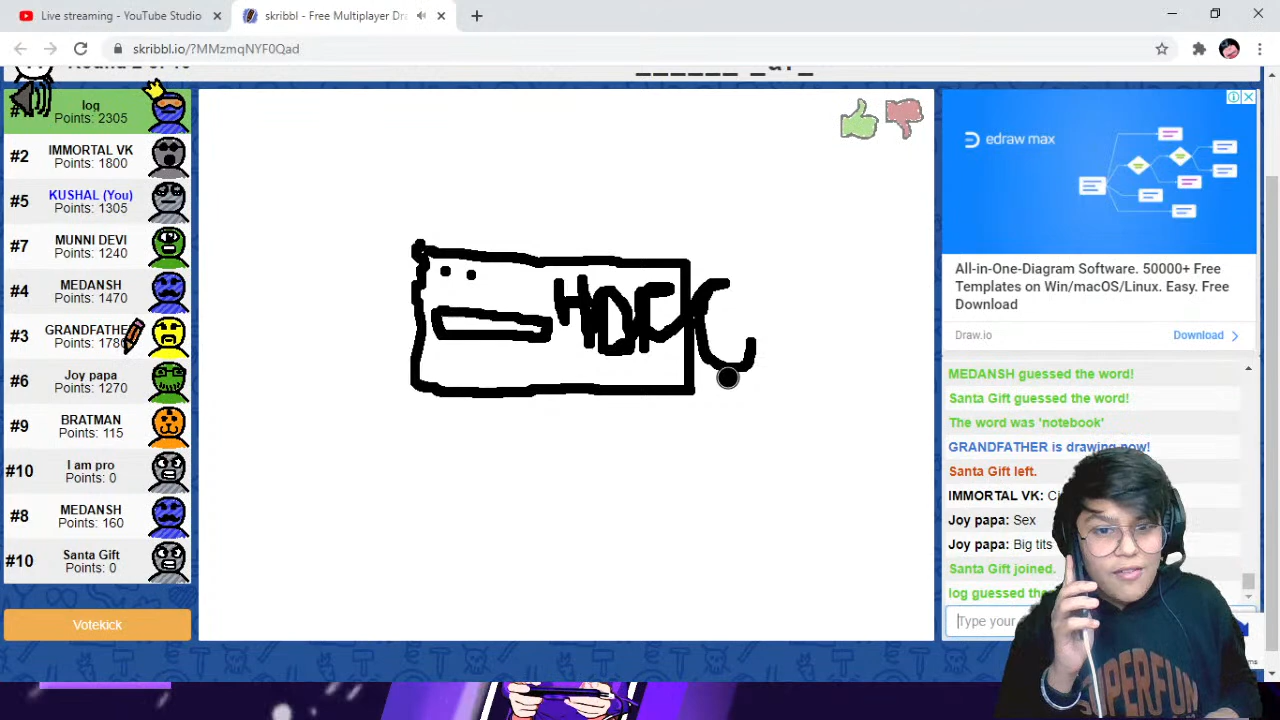 Live streaming - YouTube Studio
skribbl - Free Multiplayer Dra
skribbl.io/?MMzmqNYF0Qad
log
Points: 2305
#2 IMMORTAL VK
Points: 1800
#5 KUSHAL (You)
Points: 1305
#7 MUNNI DEVI
Points: 1240
#4 MEDANSH
Points: 1470
#3 GRANDFATHE
Points: 1780
#6 Joy papa
Points: 1270
#9 BRATMAN
Points: 115
#10 I am pro
Points: 0
#8 MEDANSH
Points: 160
#10 Santa Gift
Points: 0
Votekick
HDFC
edraw max
All-in-One-Diagram Software. 50000+ Free
Templates on Win/macOS/Linux. Easy. Free
Download
Draw.io
Download
MEDANSH guessed the word!
Santa Gift guessed the word!
The word was 'notebook'
GRANDFATHER is drawing now!
Santa Gift left.
IMMORTAL VK:
Joy papa: Sex
Joy papa: Big tits
Santa Gift joined.
log guessed the
Type your
SUPERFUN